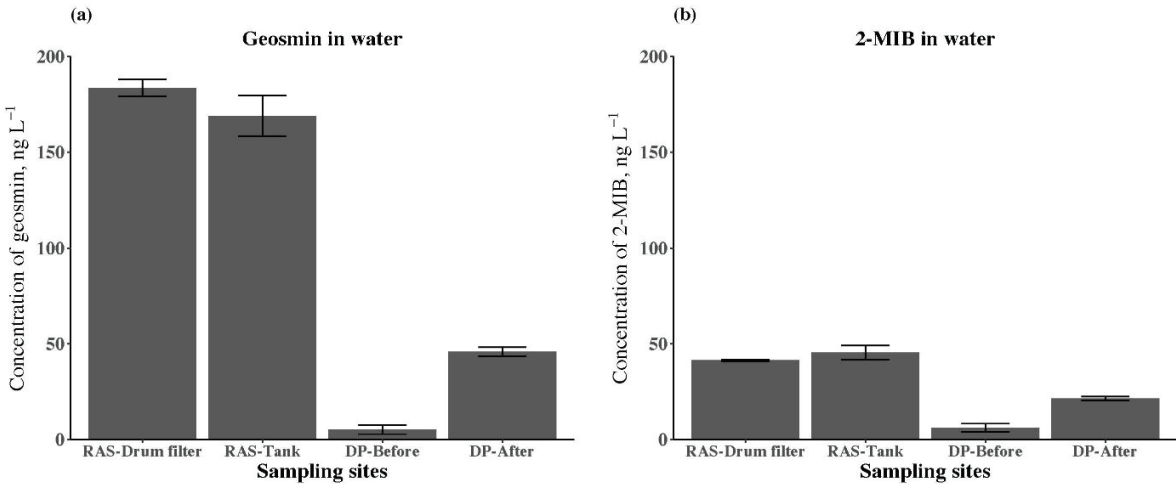 (a)
Geosmin in water
200
150
100
50
0
Concentration of geosmin, ng L⁻¹
RAS-Drum filter RAS-Tank DP-Before DP-After
Sampling sites
(b)
2-MIB in water
200
150
100
50
0
Concentration of 2-MIB, ng L⁻¹
RAS-Drum filter RAS-Tank DP-Before DP-After
Sampling sites